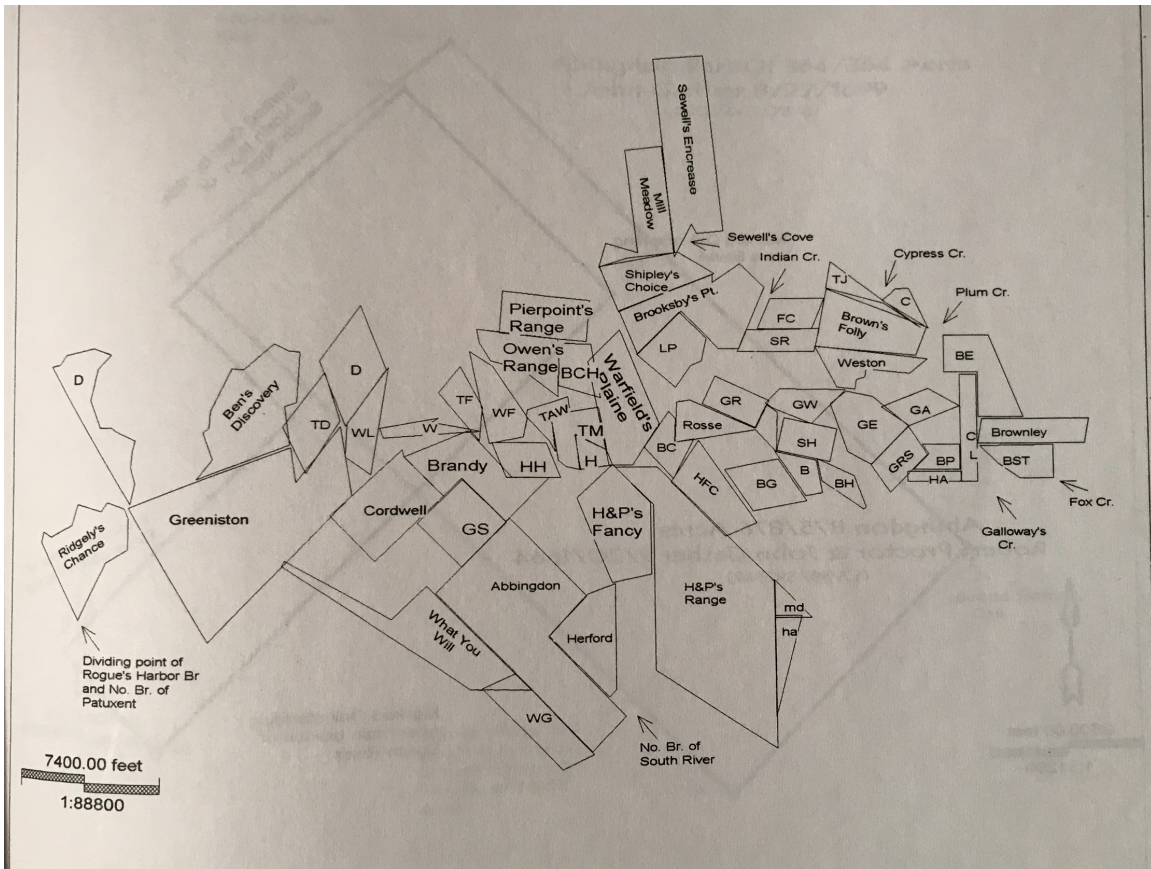 Sewell's Encrease
Mill
Meadow
Sewell's Cove
Indian Cr.
Cypress Cr.
Plum Cr.
Shipley's
Choice
Brooksby's Pt.
TJ
C
Pierpoint's
Range
FC
SR
Brown's
Folly
Owen's
Range
BCH
Warfield's
Plaine
LP
Weston
BE
D
D
Ben's
Discovery
TF
WF
TAW
TM
H
GR
GW
GA
TD
WL
W
Rosse
BC
SH
GE
C
L
Brownley
Brandy
HH
HFC
BG
B
BH
GRS
BP
HA
BST
Fox Cr.
Greeniston
Cordwell
GS
H&P's
Fancy
Galloway's
Cr.
Ridgely's
Chance
Abbingdon
H&P's
Range
md
ha
What You
Will
Herford
Dividing point of
Rogue's Harbor Br
and No. Br. of
Patuxent
WG
No. Br. of
South River
7400.00 feet
1:88800